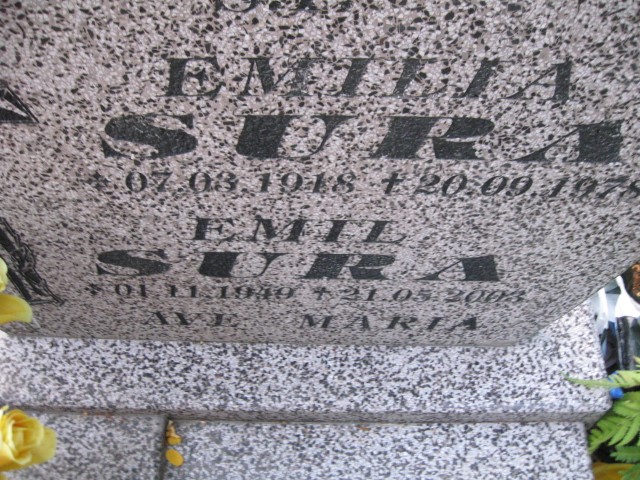 EMILIA
SURA
* 07.03.1918 † 20.09.197
EMIL
SURA
* 01.11.1939 † 21.05.2003
AVE MARIA